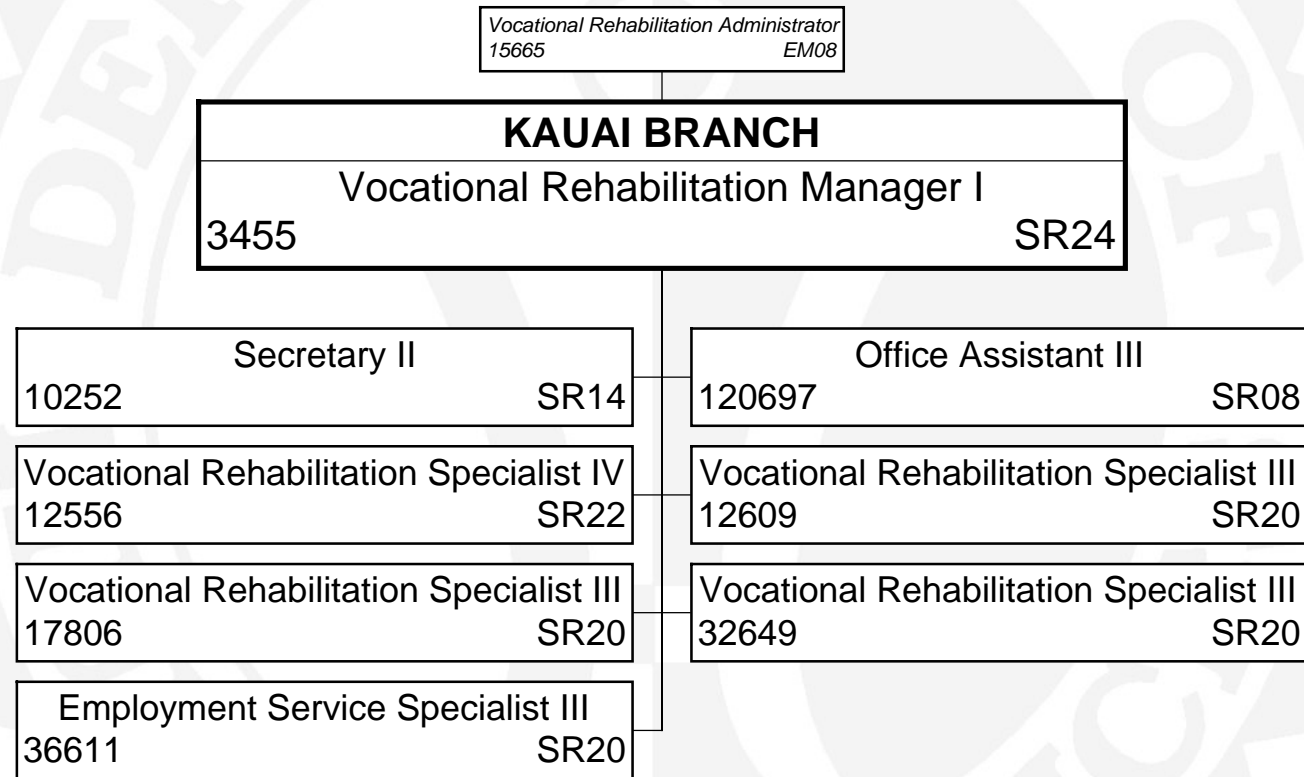 Vocational Rehabilitation Administrator
15665 EM08
KAUAI BRANCH
Vocational Rehabilitation Manager I
3455 SR24
Secretary II
10252 SR14
Office Assistant III
120697 SR08
Vocational Rehabilitation Specialist IV
12556 SR22
Vocational Rehabilitation Specialist III
12609 SR20
Vocational Rehabilitation Specialist III
17806 SR20
Vocational Rehabilitation Specialist III
32649 SR20
Employment Service Specialist III
36611 SR20